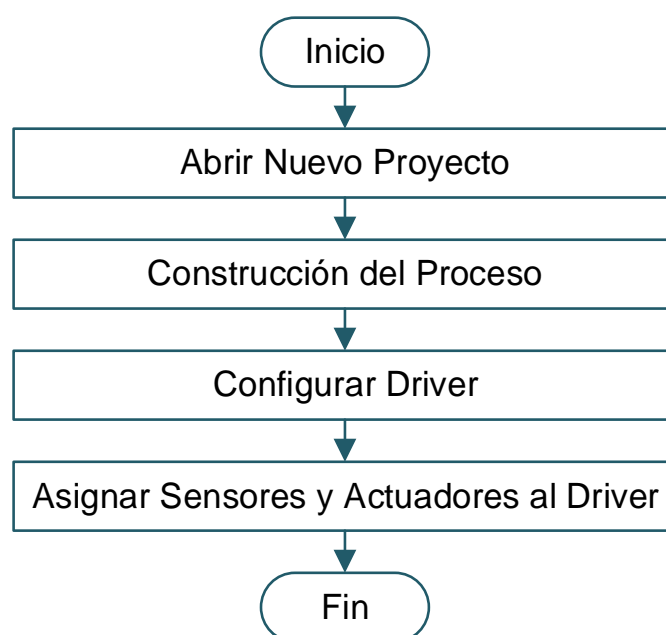 Inicio
Abrir Nuevo Proyecto
Construcción del Proceso
Configurar Driver
Asignar Sensores y Actuadores al Driver
Fin